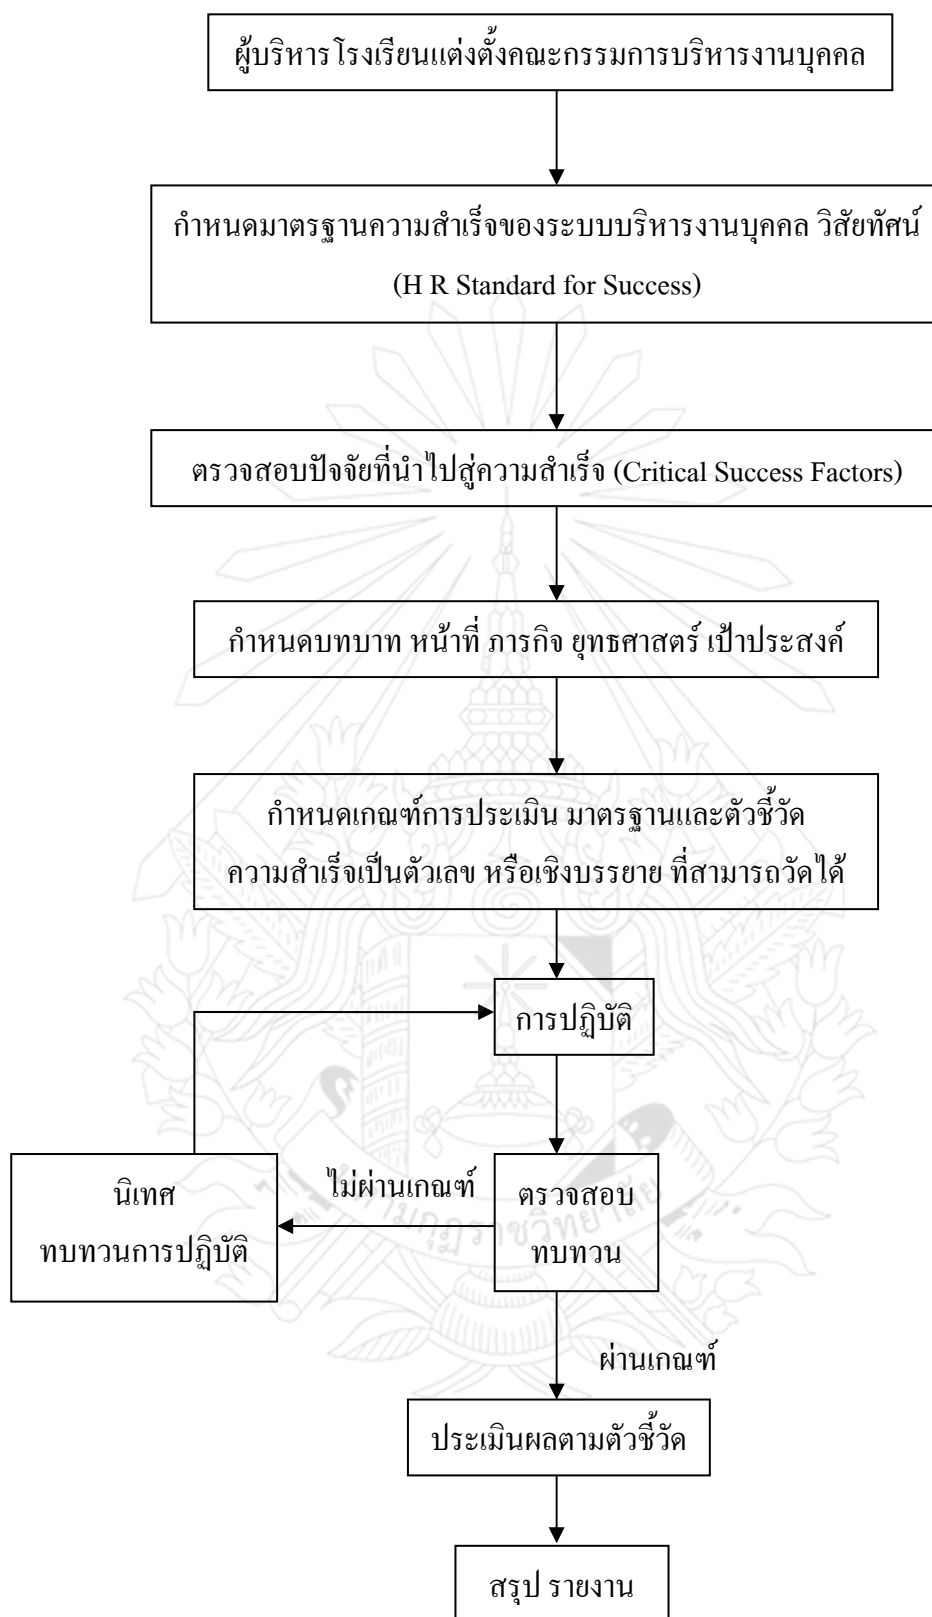 ผู้บริหารโรงเรียนแต่งตั้งคณะกรรมการบริหารงานบุคคล
กำหนดมาตรฐานความสำเร็จของระบบบริหารงานบุคคล วิสัยทัศน์
(H R Standard for Success)
ตรวจสอบปัจจัยที่นำไปสู่ความสำเร็จ (Critical Success Factors)
กำหนดบทบาท หน้าที่ ภารกิจ ยุทธศาสตร์ เป้าประสงค์
กำหนดเกณฑ์การประเมิน มาตรฐานและตัวชี้วัด
ความสำเร็จเป็นตัวเลข หรือเชิงบรรยาย ที่สามารถวัดได้
การปฏิบัติ
นิเทศ
ทบทวนการปฏิบัติ
ไม่ผ่านเกณฑ์
ตรวจสอบ
ทบทวน
ผ่านเกณฑ์
ประเมินผลตามตัวชี้วัด
สรุป รายงาน